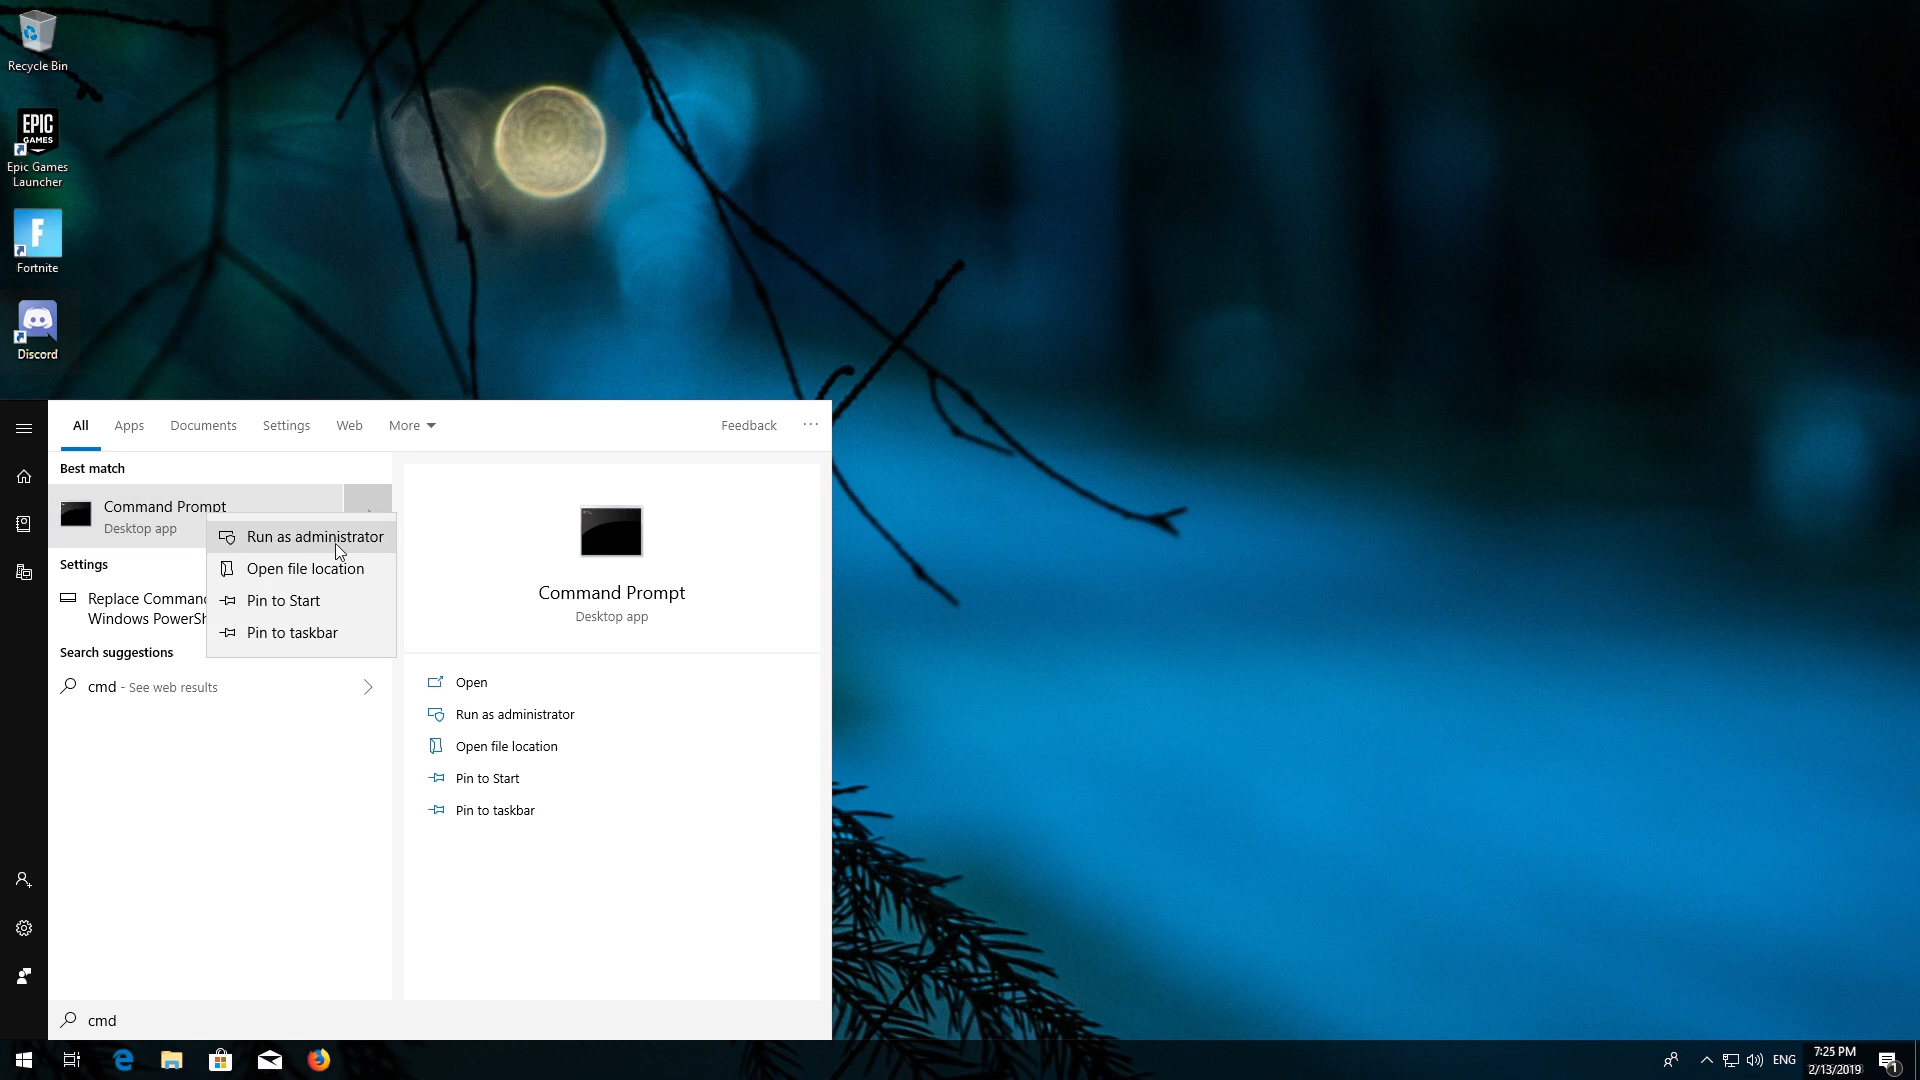 Recycle Bin
EPIC
GAMES
Epic Games
Launcher
F
Fortnite
Discord
All
Apps
Documents
Settings
Web
More
Feedback
Best match
Command Prompt
Desktop app
Run as administrator
Open file location
Pin to Start
Pin to taskbar
Settings
Replace Command
Windows PowerSh
Search suggestions
cmd - See web results
Command Prompt
Desktop app
Open
Run as administrator
Open file location
Pin to Start
Pin to taskbar
cmd
ENG
7:25 PM
2/13/2019
1